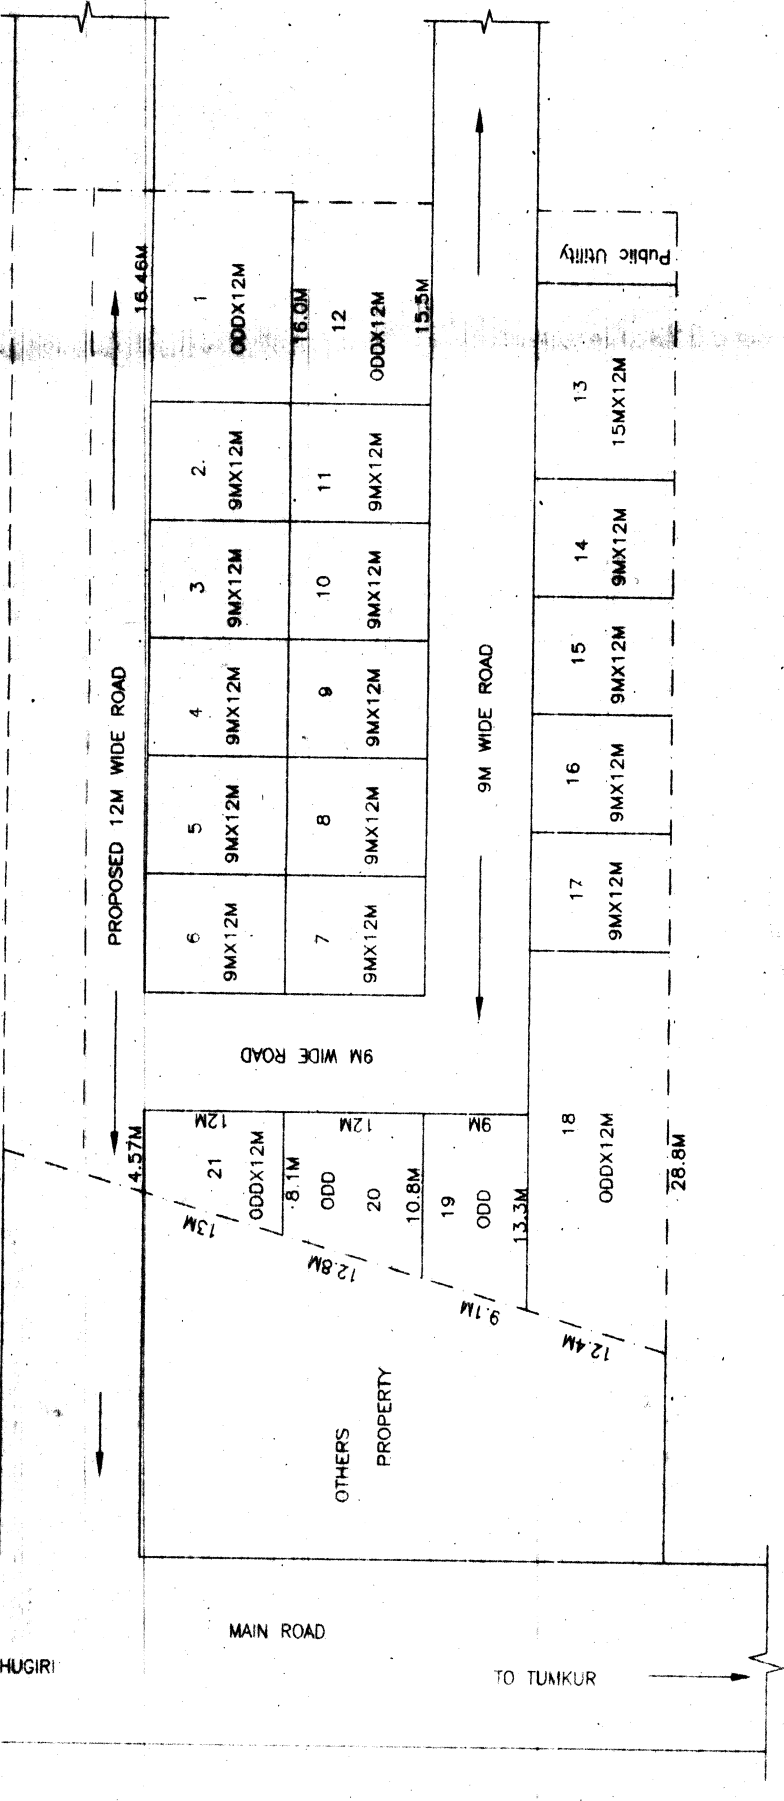 16.46M
1
ODDX12M
16.0M
12
ODDX12M
15.5M
Public Utility
13
15MX12M
2.
9MX12M
11
9MX12M
14
9MX12M
3
9MX12M
10
9MX12M
15
9MX12M
PROPOSED 12M WIDE ROAD
4
9MX12M
9
9MX12M
9M WIDE ROAD
16
9MX12M
5
9MX12M
8
9MX12M
17
9MX12M
6
9MX12M
7
9MX12M
9M WIDE ROAD
4.57M
12M
21
ODDX12M
13M
8.1M
12M
ODD
20
12.8M
10.8M
9M
19
ODD
9.1M
13.3M
18
ODDX12M
12.4M
28.8M
OTHERS
PROPERTY
MAIN ROAD
HUGIRI
TO TUMKUR